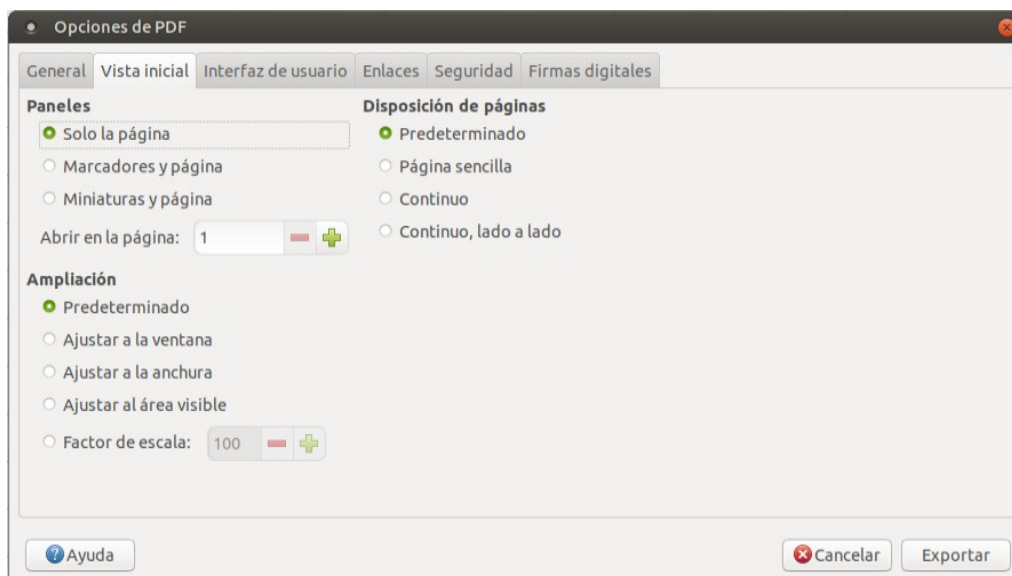 Opciones de PDF
General Vista inicial Interfaz de usuario Enlaces Seguridad Firmas digitales
Paneles
Solo la página
Marcadores y página
Miniaturas y página
Abrir en la página: 1
Disposición de páginas
Predeterminado
Página sencilla
Continuo
Continuo, lado a lado
Ampliación
Predeterminado
Ajustar a la ventana
Ajustar a la anchura
Ajustar al área visible
Factor de escala: 100
Ayuda
Cancelar
Exportar